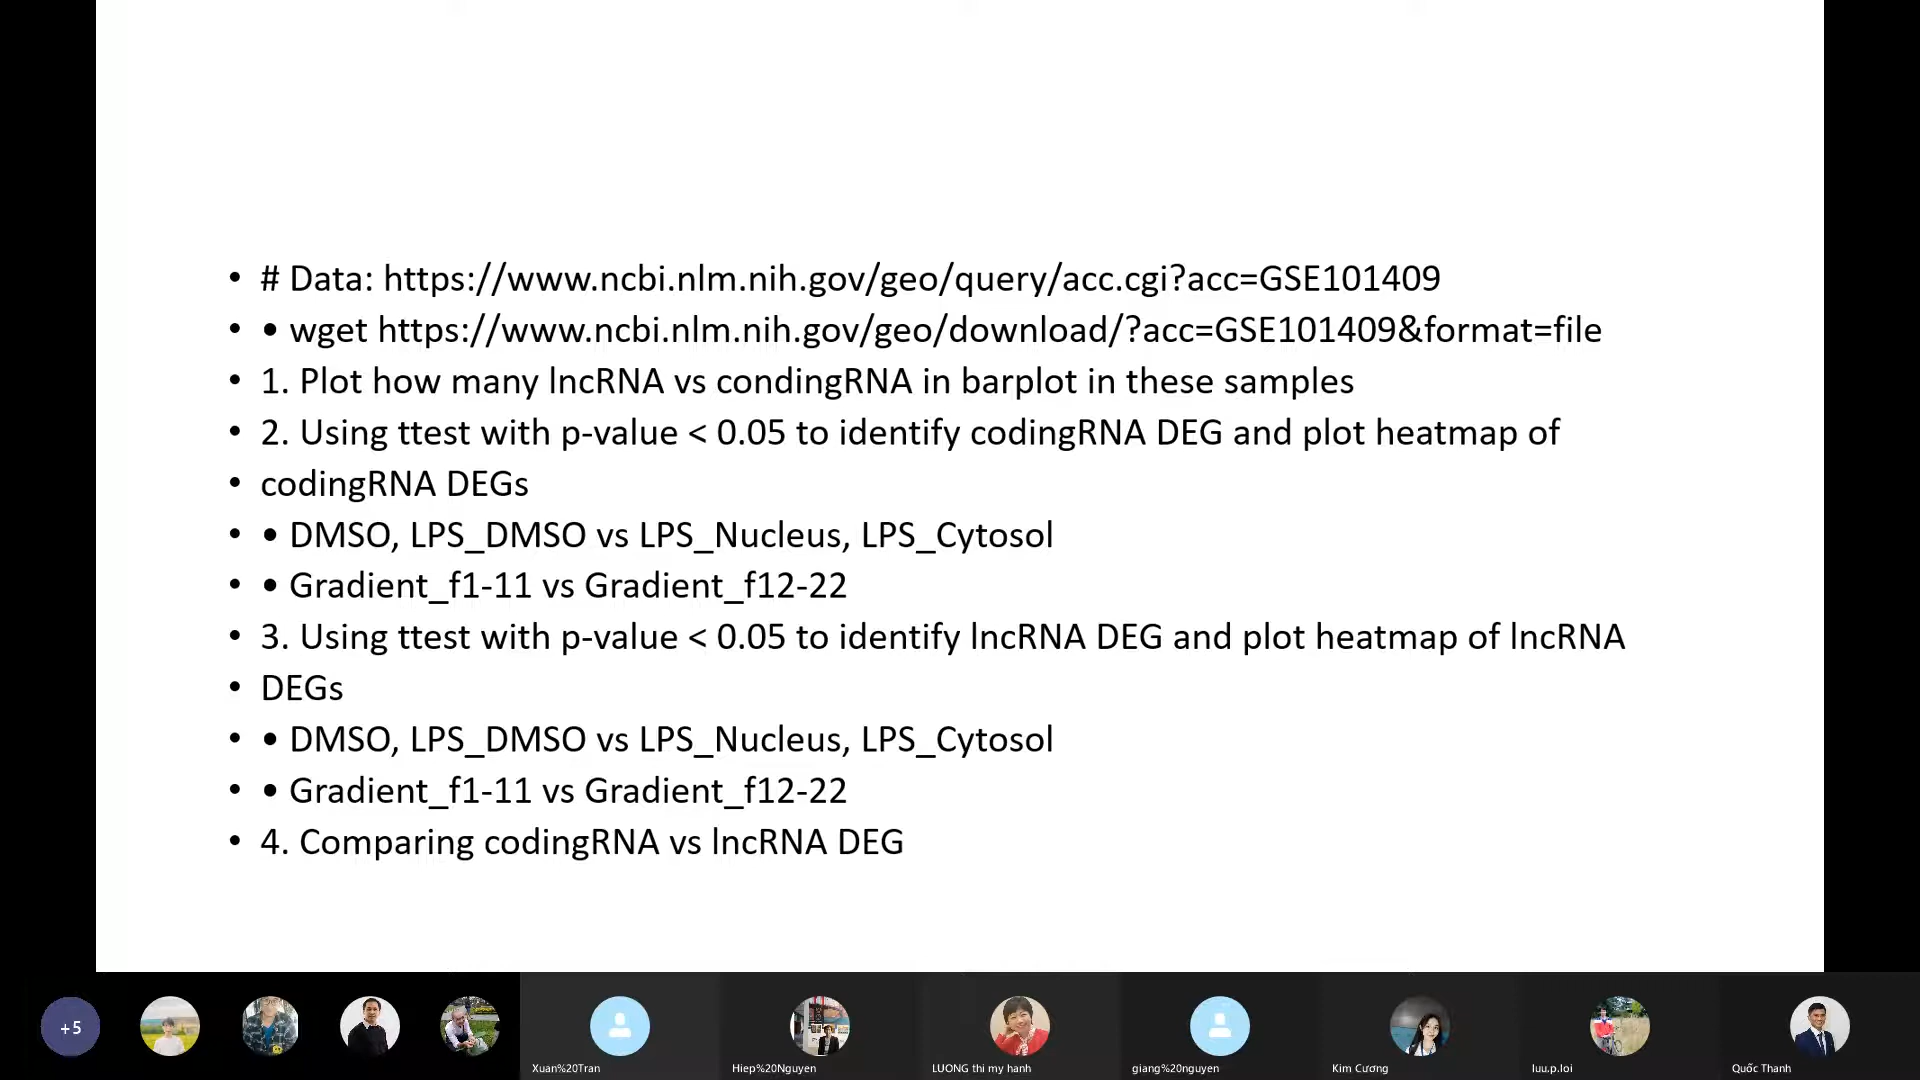 • # Data: https://www.ncbi.nlm.nih.gov/geo/query/acc.cgi?acc=GSE101409
• • wget https://www.ncbi.nlm.nih.gov/geo/download/?acc=GSE101409&format=file
• 1. Plot how many lncRNA vs condingRNA in barplot in these samples
• 2. Using ttest with p-value < 0.05 to identify codingRNA DEG and plot heatmap of
• codingRNA DEGs
• • DMSO, LPS_DMSO vs LPS_Nucleus, LPS_Cytosol
• • Gradient_f1-11 vs Gradient_f12-22
• 3. Using ttest with p-value < 0.05 to identify lncRNA DEG and plot heatmap of lncRNA
• DEGs
• • DMSO, LPS_DMSO vs LPS_Nucleus, LPS_Cytosol
• • Gradient_f1-11 vs Gradient_f12-22
• 4. Comparing codingRNA vs lncRNA DEG
+5
Xuan%20Tran
Hiep%20Nguyen
LUONG thi my hanh
giang%20nguyen
Kim Cương
luu.p.loi
Quốc Thanh